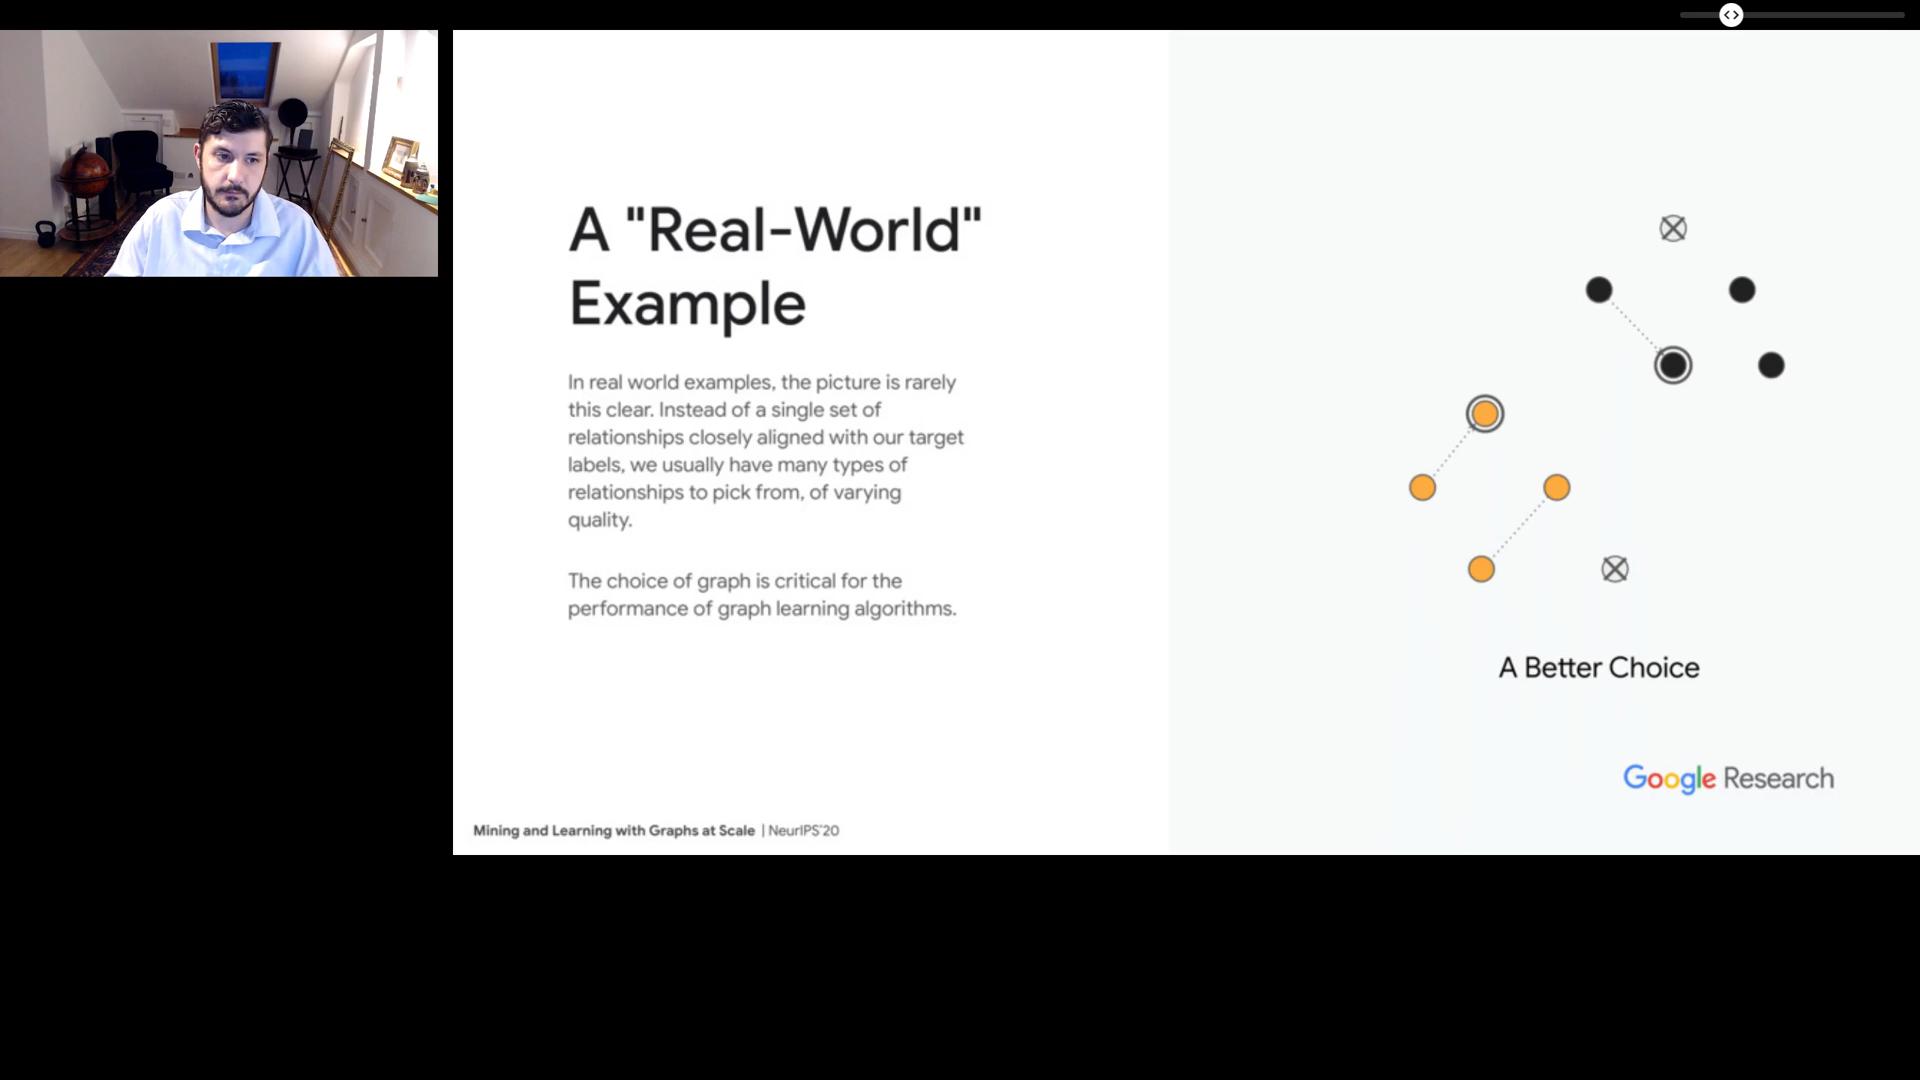 A "Real-World"
Example
In real world examples, the picture is rarely
this clear. Instead of a single set of
relationships closely aligned with our target
labels, we usually have many types of
relationships to pick from, of varying
quality.
The choice of graph is critical for the
performance of graph learning algorithms.
A Better Choice
Google Research
Mining and Learning with Graphs at Scale | NeurIPS'20